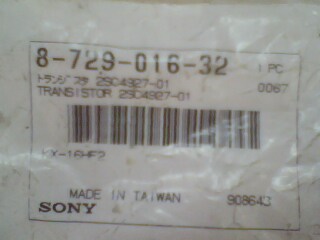 8-729-016-32 1 PC
トランジスタ 2SC4927-01 0067
TRANSISTOR 2SC4927-01
MADE IN TAIWAN 908643
SONY